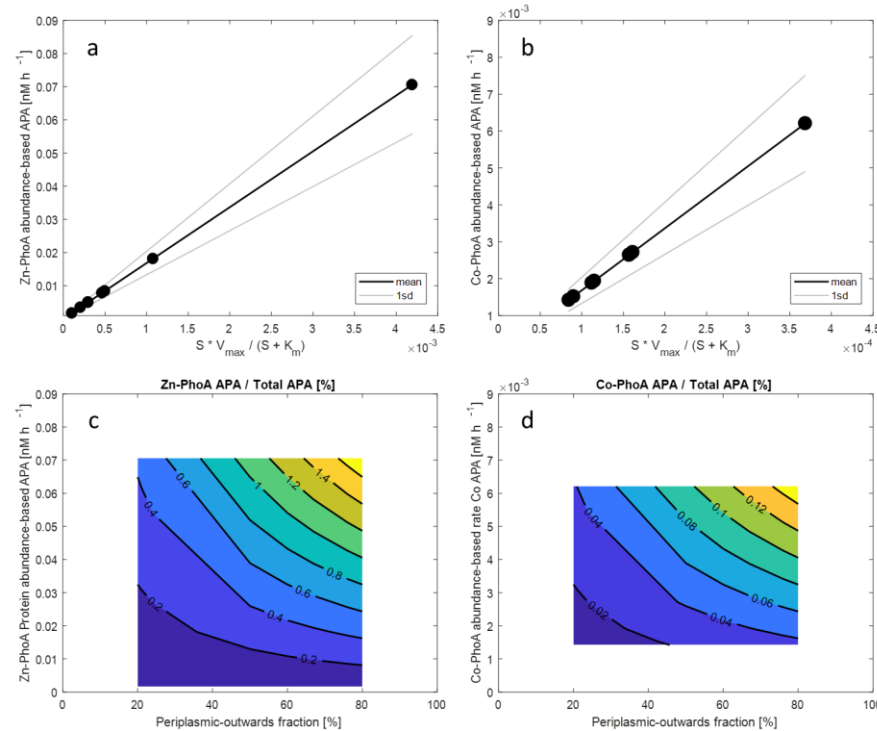 a
Zn-PhoA abundance-based APA [nM h⁻¹]
0.09
0.08
0.07
0.06
0.05
0.04
0.03
0.02
0.01
0 0.5 1 1.5 2 2.5 3 3.5 4 4.5
×10⁻³
S * Vmax / (S + Km)
mean
1sd
b
Co-PhoA abundance-based APA [nM h⁻¹]
×10⁻³
9
8
7
6
5
4
3
2
1
0 0.5 1 1.5 2 2.5 3 3.5 4 4.5
×10⁻⁴
S * Vmax / (S + Km)
mean
1sd
Zn-PhoA APA / Total APA [%]
c
Zn-PhoA Protein abundance-based APA [nM h⁻¹]
0.09
0.08
0.07
0.06
0.05
0.04
0.03
0.02
0.01
0
0 20 40 60 80 100
Periplasmic-outwards fraction [%]
0.6
1
1.2
1.4
0.4
0.8
0.6
0.4
0.2
0.2
Co-PhoA APA / Total APA [%]
d
Co-PhoA abundance-based rate Co APA [nM h⁻¹]
×10⁻³
9
8
7
6
5
4
3
2
1
0
0 20 40 60 80 100
Periplasmic-outwards fraction [%]
0.04
0.08
0.1
0.12
0.06
0.04
0.02